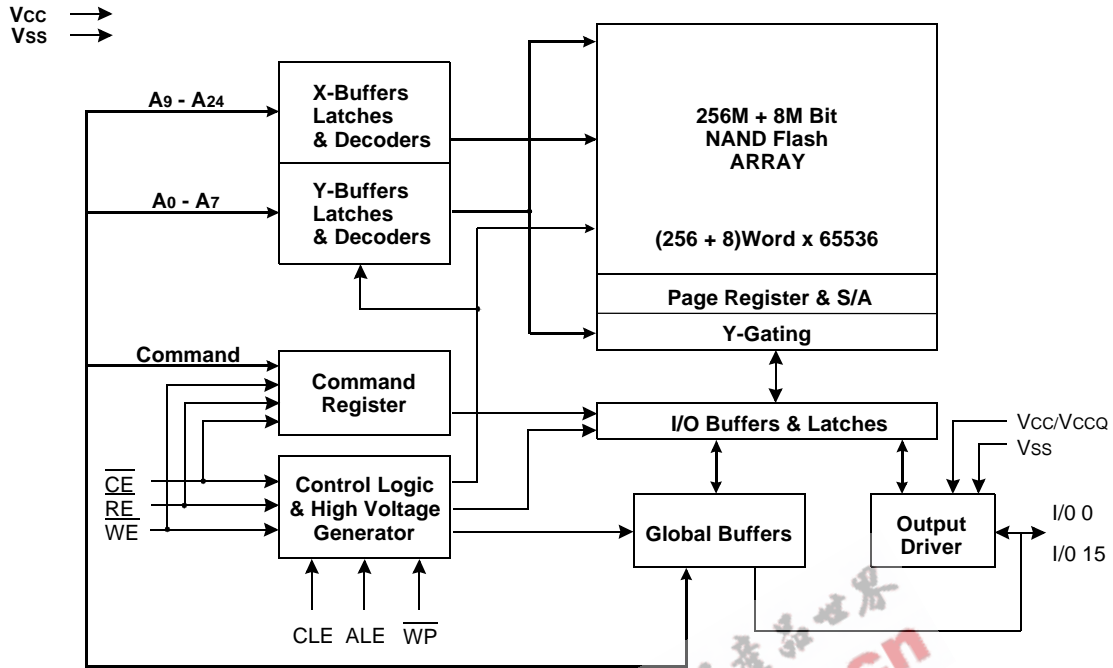 VCC
VSS
A9 - A24
X-Buffers
Latches
& Decoders
256M + 8M Bit
NAND Flash
ARRAY
A0 - A7
Y-Buffers
Latches
& Decoders
(256 + 8)Word x 65536
Page Register & S/A
Y-Gating
Command
Command
Register
I/O Buffers & Latches
VCC/VCCQ
VSS
CE
RE
WE
Control Logic
& High Voltage
Generator
Global Buffers
Output
Driver
I/0 0
I/0 15
CLE ALE WP